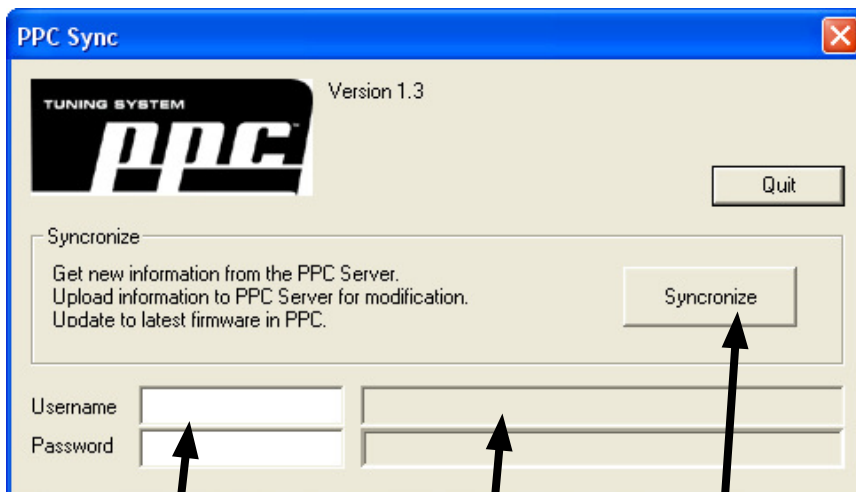 PPC Sync
TUNING SYSTEM
ppc
Version 1.3
Quit
Syncronize
Get new information from the PPC Server.
Upload information to PPC Server for modification.
Update to latest firmware in PPC.
Syncronize
Username
Password